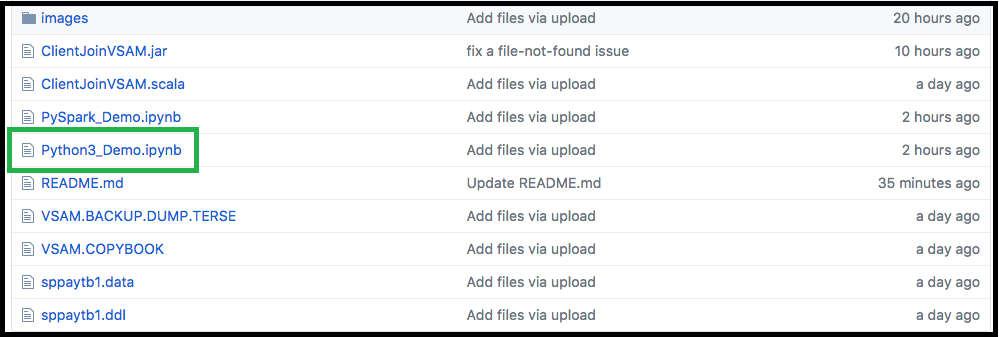 images Add files via upload 20 hours ago
ClientJoinVSAM.jar fix a file-not-found issue 10 hours ago
ClientJoinVSAM.scala Add files via upload a day ago
PySpark_Demo.ipynb Add files via upload 2 hours ago
Python3_Demo.ipynb Add files via upload 2 hours ago
README.md Update README.md 35 minutes ago
VSAM.BACKUP.DUMP.TERSE Add files via upload a day ago
VSAM.COPYBOOK Add files via upload a day ago
sppaytb1.data Add files via upload a day ago
sppaytb1.ddl Add files via upload a day ago